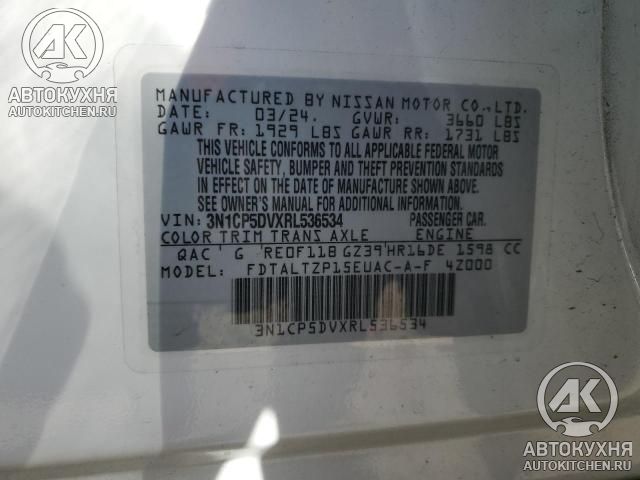 АК
АВТОКУХНЯ
AUTOKITCHEN.RU
MANUFACTURED BY NISSAN MOTOR CO.,LTD.
DATE: 03/24. GVWR: 3660 LBS
GAWR FR: 1929 LBS GAWR RR: 1731 LBS
THIS VEHICLE CONFORMS TO ALL APPLICABLE FEDERAL MOTOR
VEHICLE SAFETY, BUMPER AND THEFT PREVENTION STANDARDS
IN EFFECT ON THE DATE OF MANUFACTURE SHOWN ABOVE.
SEE OWNER'S MANUAL FOR ADDITIONAL INFORMATION.
VIN: 3N1CP5DVXRL536534 PASSENGER CAR.
COLOR TRIM TRANS AXLE ENGINE
QAC G RE0F11B GZ39 HR16DE 1598 CC
MODEL: FDTALTZP15EUAC-A-F 4Z000
3N1CP5DVXRL536534
АК
АВТОКУХНЯ
AUTOKITCHEN.RU